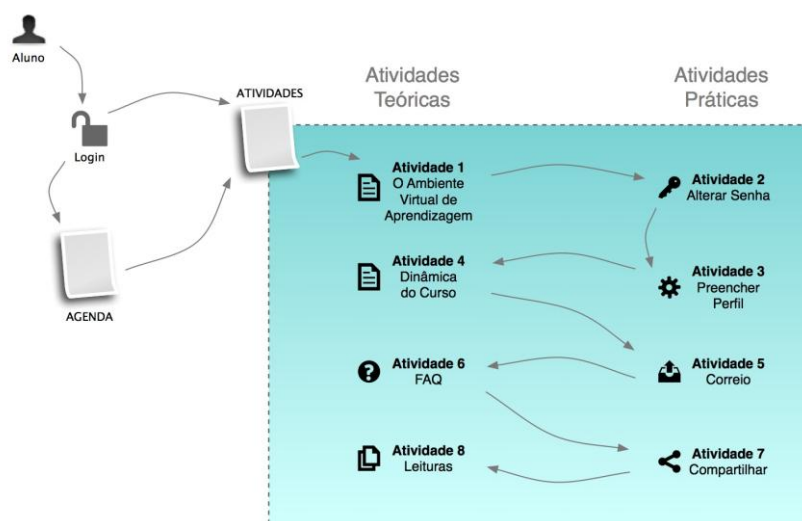 Aluno
Login
AGENDA
ATIVIDADES
Atividades
Teóricas
Atividades
Práticas
Atividade 1
O Ambiente
Virtual de
Aprendizagem
Atividade 2
Alterar Senha
Atividade 4
Dinâmica
do Curso
Atividade 3
Preencher
Perfil
Atividade 6
FAQ
Atividade 5
Correio
Atividade 8
Leituras
Atividade 7
Compartilhar